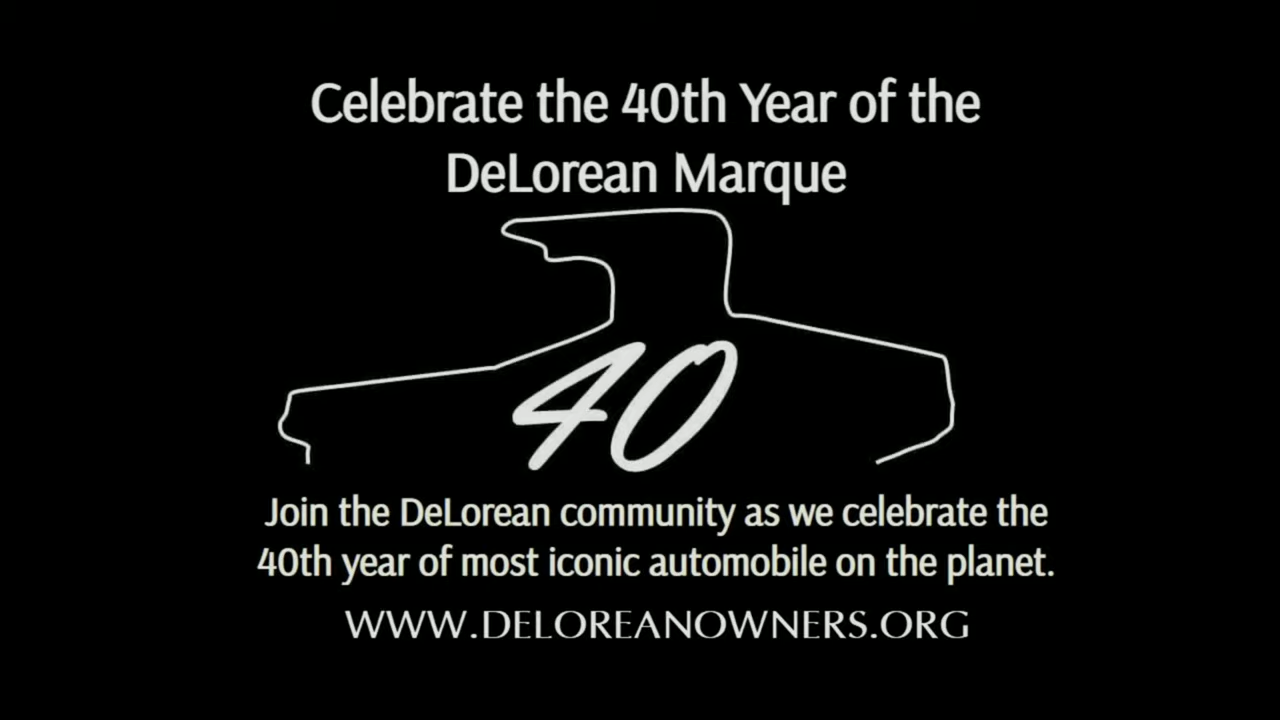 Celebrate the 40th Year of the
DeLorean Marque
40
Join the DeLorean community as we celebrate the
40th year of most iconic automobile on the planet.
WWW.DELOREANOWNERS.ORG